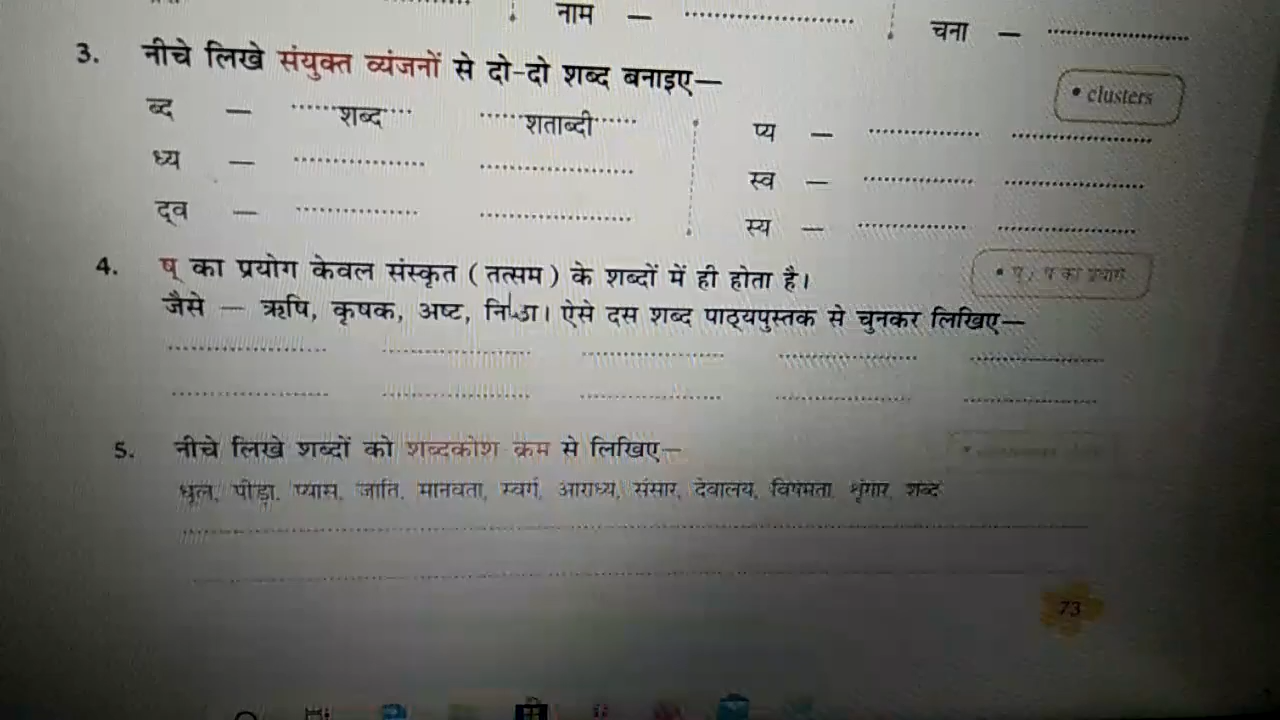 नाम — चना —
3. नीचे लिखे संयुक्त व्यंजनों से दो-दो शब्द बनाइए—
• clusters
ब्द — शब्द शताब्दी प्य —
ध्य — स्व —
द्व — स्य —
4. ष् का प्रयोग केवल संस्कृत ( तत्सम ) के शब्दों में ही होता है।
जैसे — ऋषि, कृषक, अष्ट, ऐसे दस शब्द पाठ्यपुस्तक से चुनकर लिखिए—
5. नीचे लिखे शब्दों को शब्दकोश क्रम से लिखिए—
धूल, पीड़ा, प्यास, जाति, मानवता, स्वर्ग, आराध्य, संसार, देवालय, विषमता, शृंगार, शब्द
73